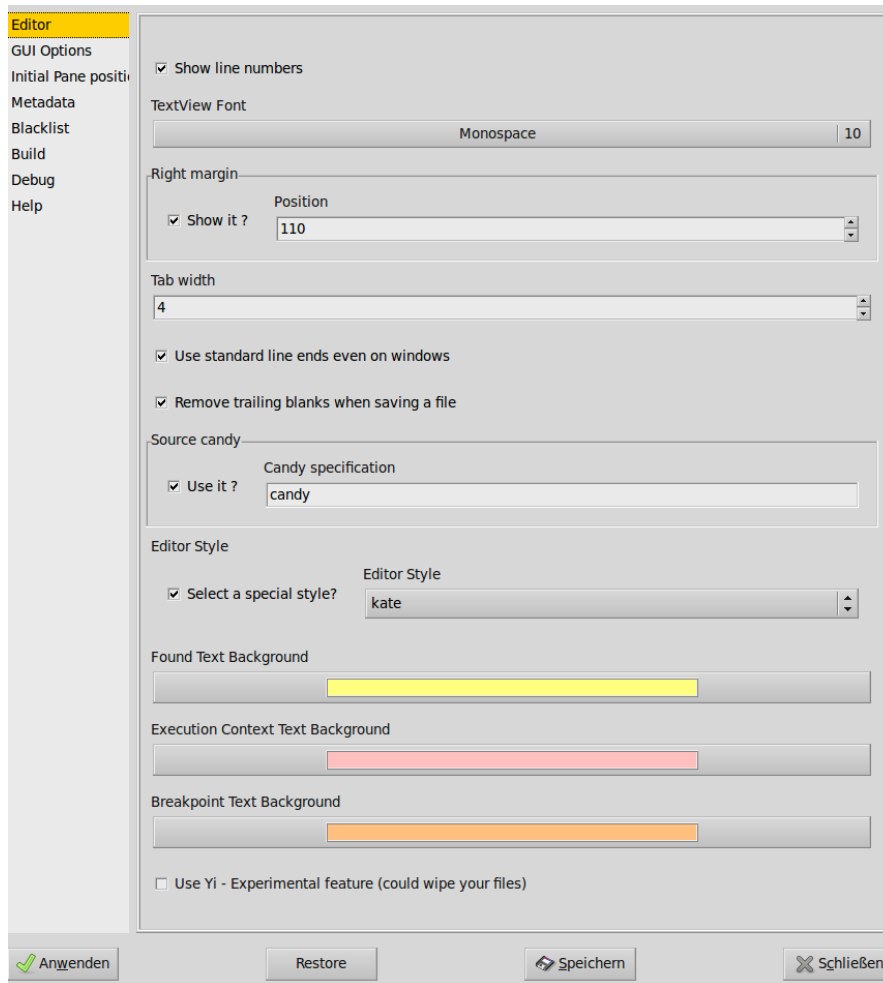 Editor
GUI Options
Initial Pane positi
Metadata
Blacklist
Build
Debug
Help
Show line numbers
TextView Font
Monospace 10
Right margin
Position
Show it ?
110
Tab width
4
Use standard line ends even on windows
Remove trailing blanks when saving a file
Source candy
Candy specification
Use it ?
candy
Editor Style
Editor Style
Select a special style?
kate
Found Text Background
Execution Context Text Background
Breakpoint Text Background
Use Yi - Experimental feature (could wipe your files)
Anwenden Restore Speichern Schließen